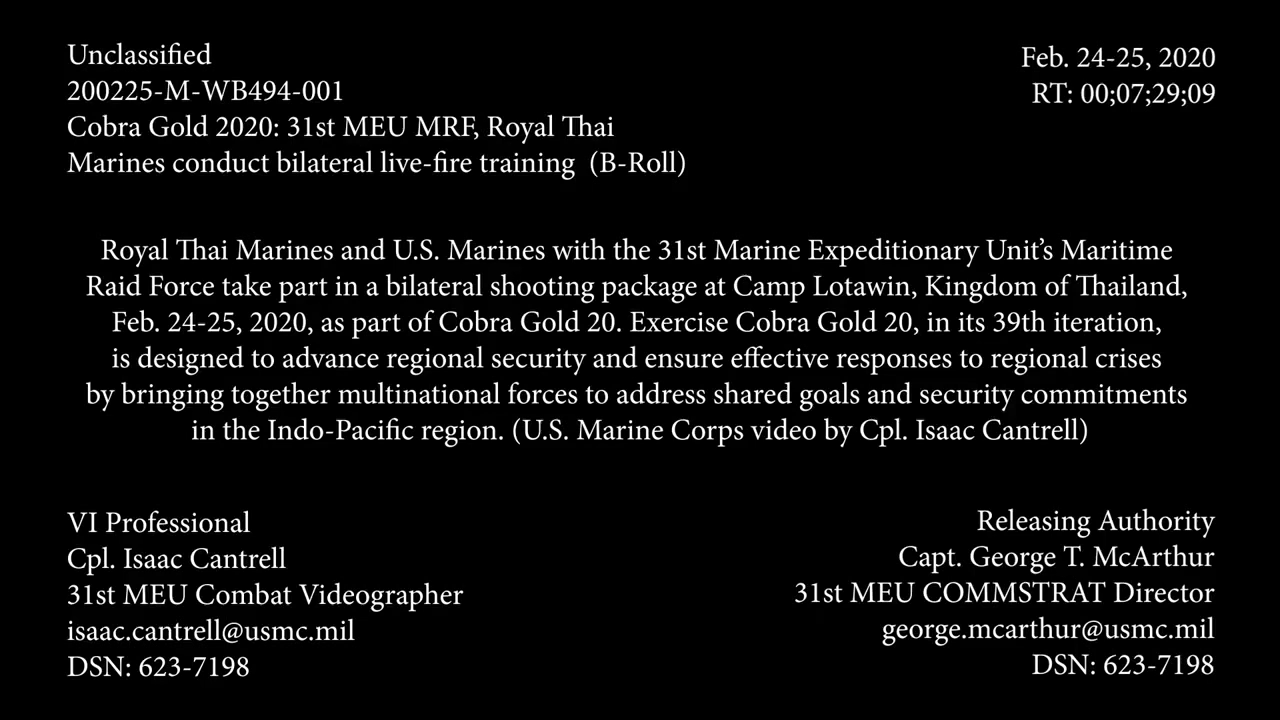 Unclassified
200225-M-WB494-001
Cobra Gold 2020: 31st MEU MRF, Royal Thai
Marines conduct bilateral live-fire training  (B-Roll)
Feb. 24-25, 2020
RT: 00;07;29;09
Royal Thai Marines and U.S. Marines with the 31st Marine Expeditionary Unit’s Maritime
Raid Force take part in a bilateral shooting package at Camp Lotawin, Kingdom of Thailand,
Feb. 24-25, 2020, as part of Cobra Gold 20. Exercise Cobra Gold 20, in its 39th iteration,
is designed to advance regional security and ensure effective responses to regional crises
by bringing together multinational forces to address shared goals and security commitments
in the Indo-Pacific region. (U.S. Marine Corps video by Cpl. Isaac Cantrell)
VI Professional
Cpl. Isaac Cantrell
31st MEU Combat Videographer
isaac.cantrell@usmc.mil
DSN: 623-7198
Releasing Authority
Capt. George T. McArthur
31st MEU COMMSTRAT Director
george.mcarthur@usmc.mil
DSN: 623-7198